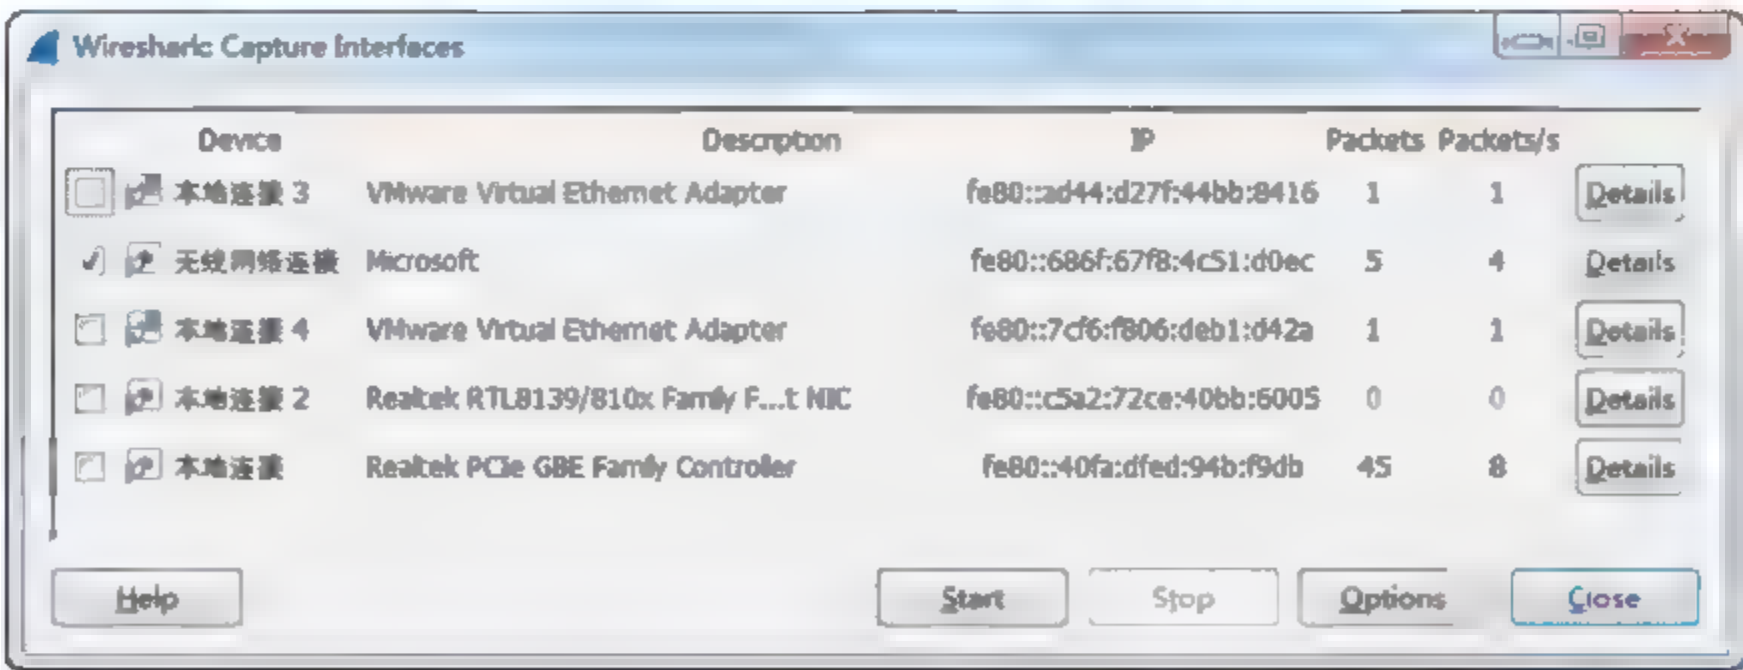 Wireshark: Capture Interfaces
Device Description IP Packets Packets/s
本地连接 3 VMware Virtual Ethernet Adapter fe80::ad44:d27f:44bb:8416 1 1 Details
无线网络连接 Microsoft fe80::686f:67f8:4c51:d0ec 5 4 Details
本地连接 4 VMware Virtual Ethernet Adapter fe80::7cf6:f806:deb1:d42a 1 1 Details
本地连接 2 Realtek RTL8139/810x Family F...t NIC fe80::c5a2:72ce:40bb:6005 0 0 Details
本地连接 Realtek PCIe GBE Family Controller fe80::40fa:dfed:94b:f9db 45 8 Details
Help Start Stop Options Close